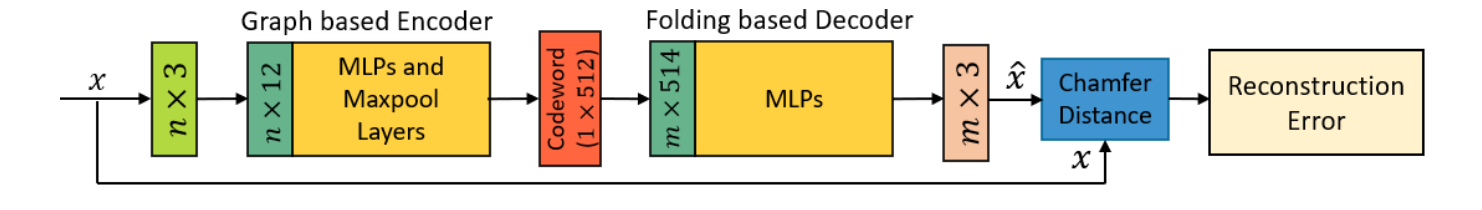 Graph based Encoder
Folding based Decoder
x
n × 3
n × 12
MLPs and
Maxpool
Layers
Codeword
(1 × 512)
m × 514
MLPs
m × 3
x̂
Chamfer
Distance
x
Reconstruction
Error